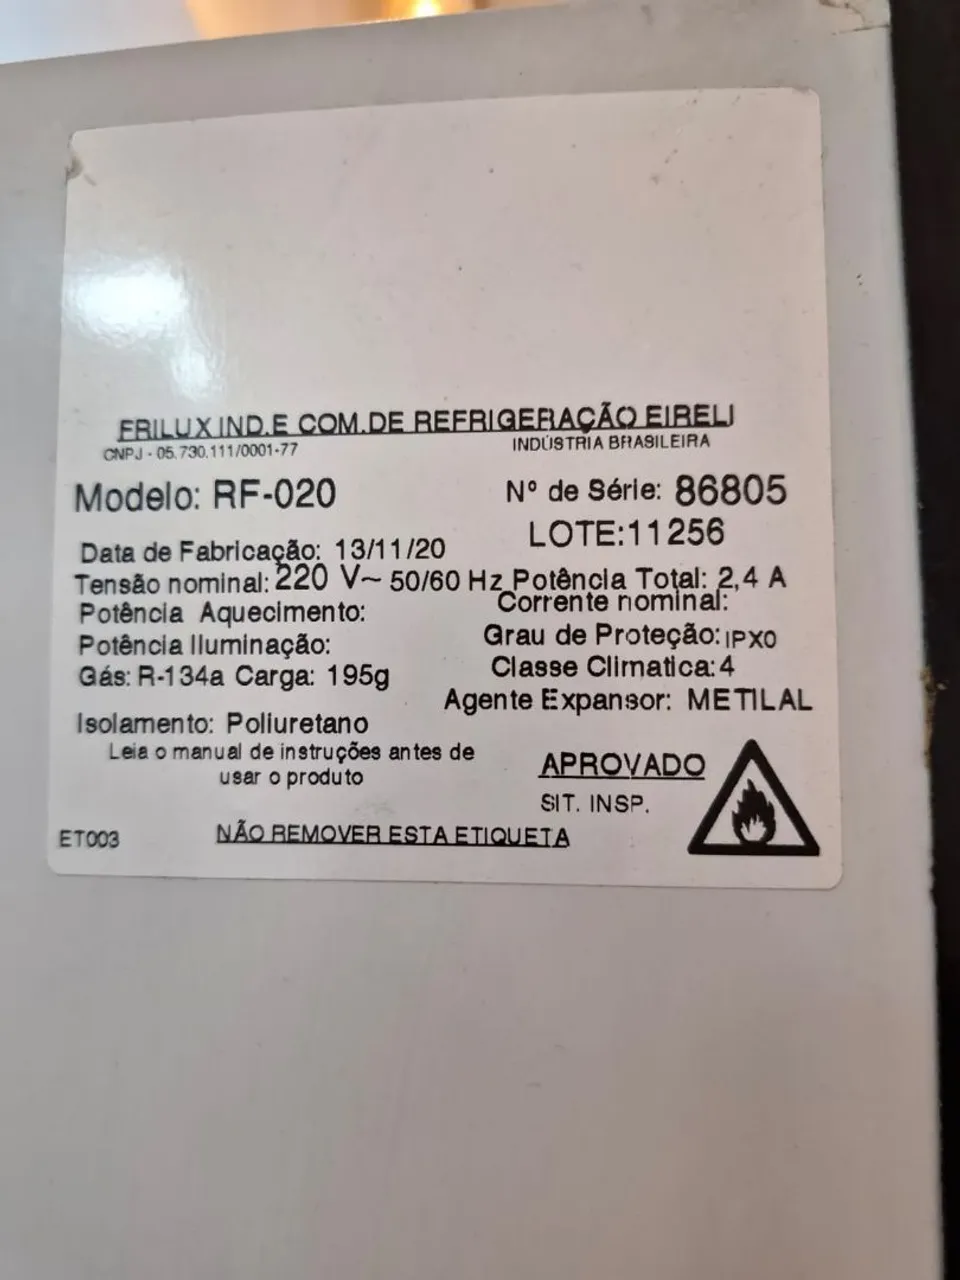 FRILUX IND.E COM.DE REFRIGERAÇÃO EIRELI
CNPJ - 05.730.111/0001-77
INDÚSTRIA BRASILEIRA
Modelo: RF-020
N° de Série: 86805
LOTE:11256
Data de Fabricação: 13/11/20
Tensão nominal: 220 V~ 50/60 Hz Potência Total: 2,4 A
Corrente nominal:
Potência Aquecimento:
Potência Iluminação:
Grau de Proteção: IPX0
Gás: R-134a Carga: 195g
Classe Climatica:4
Agente Expansor: METILAL
Isolamento: Poliuretano
Leia o manual de instruções antes de
usar o produto
APROVADO
SIT. INSP.
ET003
NÃO REMOVER ESTA ETIQUETA